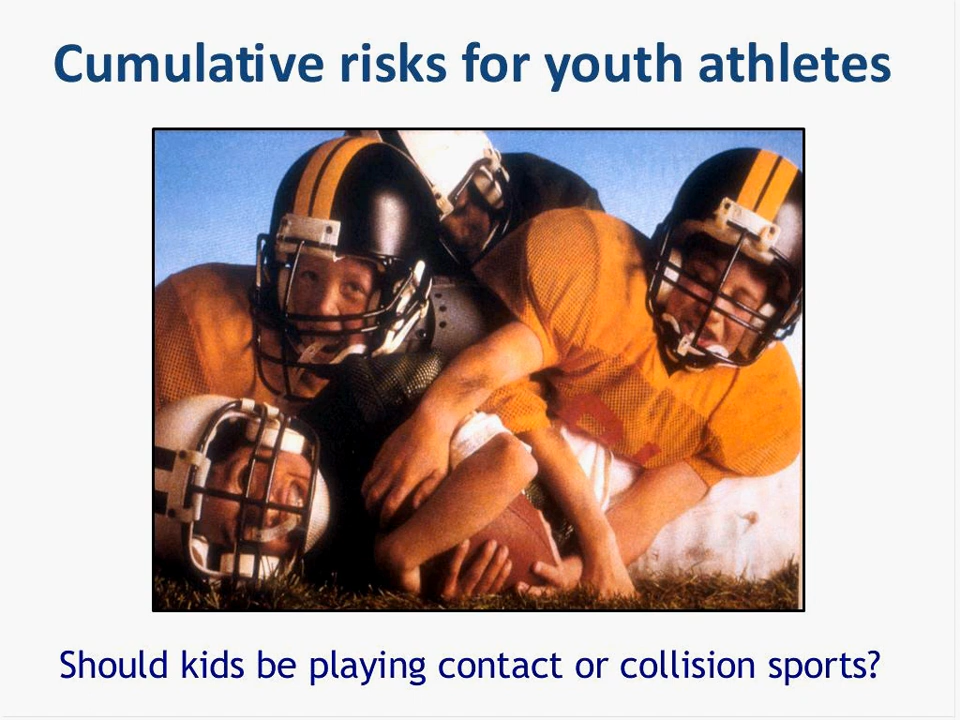 Cumulative risks for youth athletes
Should kids be playing contact or collision sports?